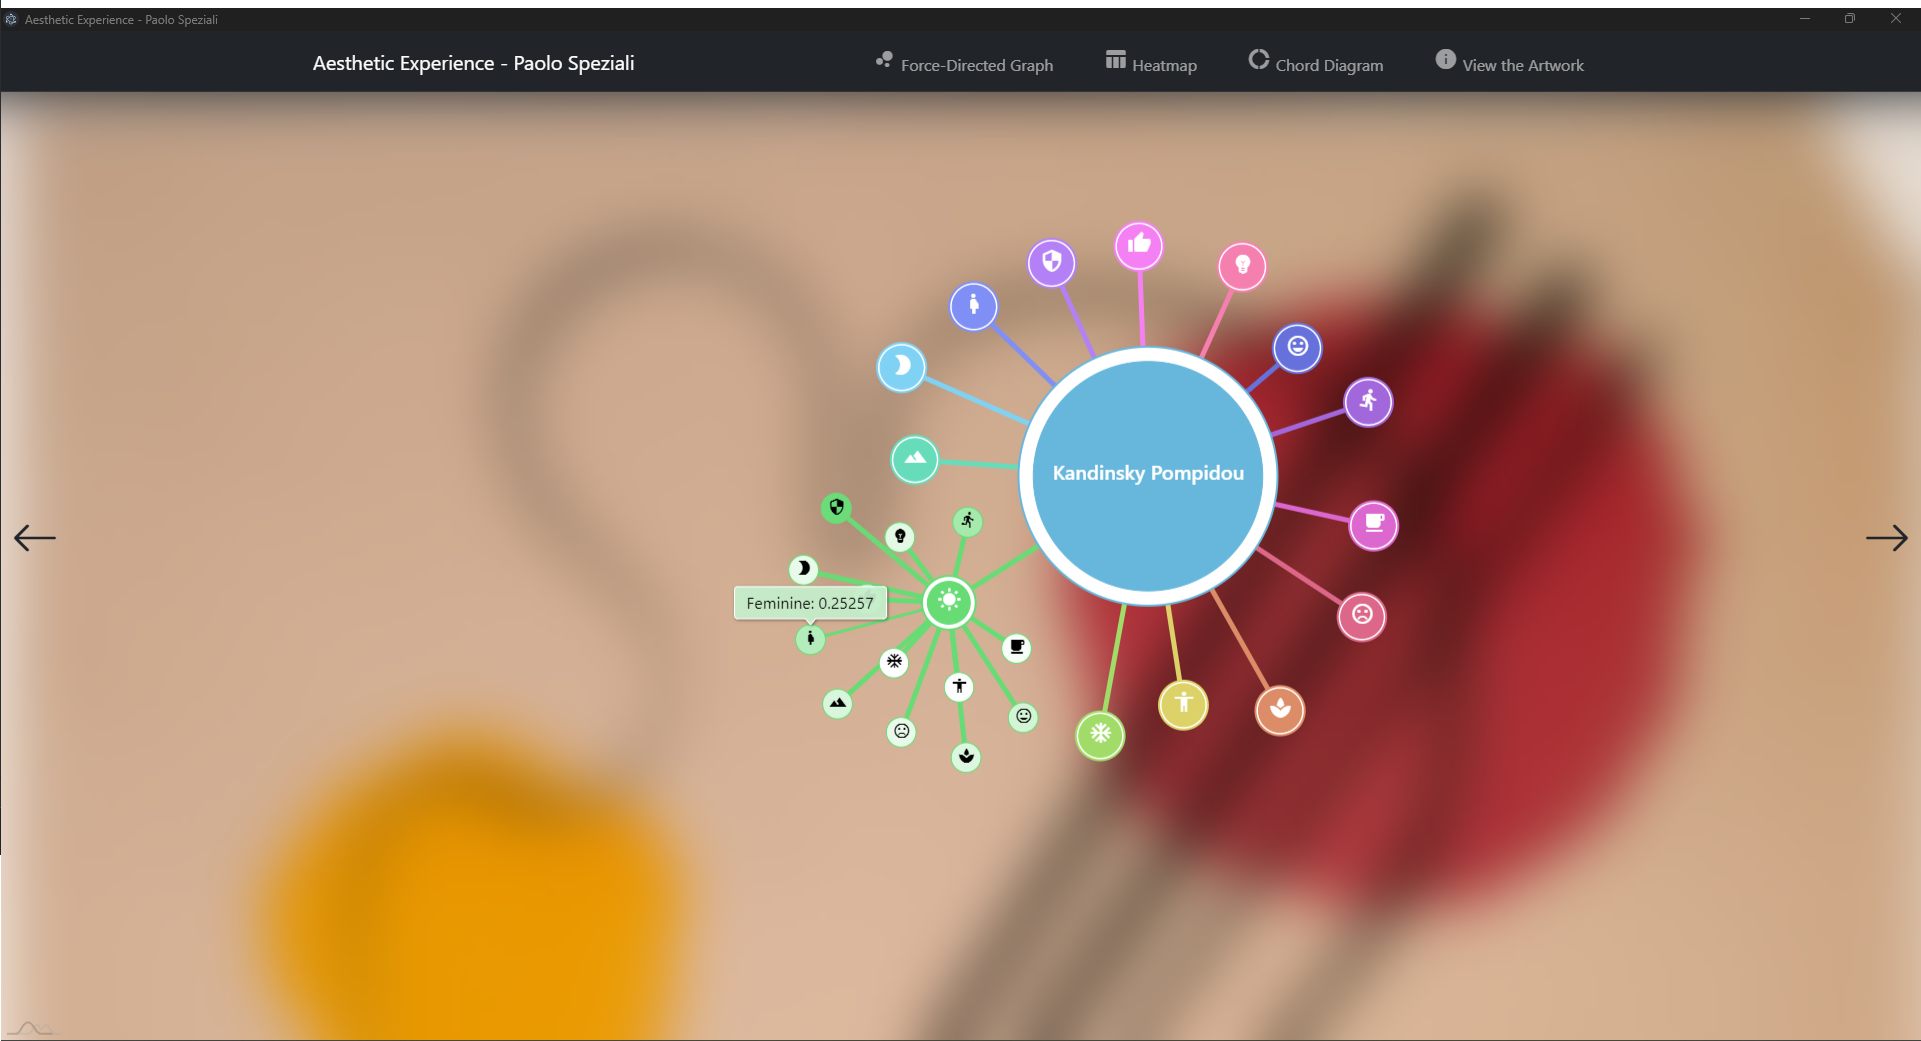 Aesthetic Experience - Paolo Speziali
Aesthetic Experience - Paolo Speziali
Force-Directed Graph
Heatmap
Chord Diagram
View the Artwork
Kandinsky Pompidou
Feminine: 0.25257